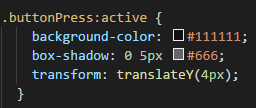 .buttonPress:active {
background-color: #111111;
box-shadow: 0 5px #666;
transform: translateY(4px);
}